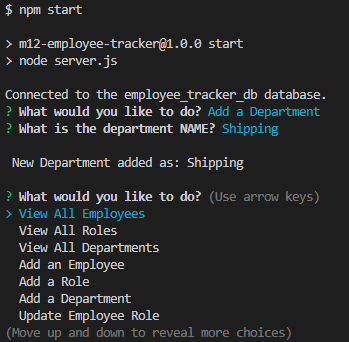 $ npm start
> m12-employee-tracker@1.0.0 start
> node server.js
Connected to the employee_tracker_db database.
? What would you like to do? Add a Department
? What is the department NAME? Shipping
New Department added as: Shipping
? What would you like to do? (Use arrow keys)
> View All Employees
View All Roles
View All Departments
Add an Employee
Add a Role
Add a Department
Update Employee Role
(Move up and down to reveal more choices)